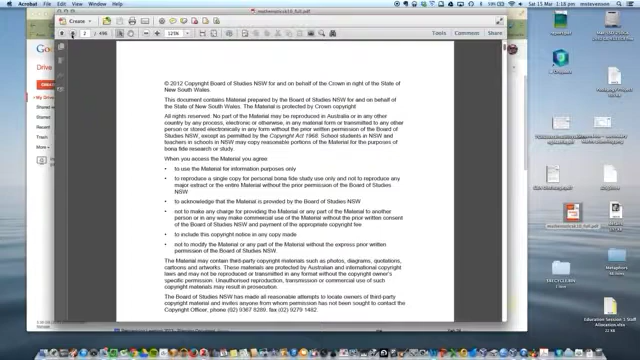 Acrobat File Edit View Window Help
Sat 15 Mar 1:18 pm mstevenson
mathematicsk10_full.pdf
Create
2 / 496
125%
Tools Comment Share
© 2012 Copyright Board of Studies NSW for and on behalf of the Crown in right of the State of
New South Wales.
This document contains Material prepared by the Board of Studies NSW for and on behalf of
the State of New South Wales. The Material is protected by Crown copyright.
All rights reserved. No part of the Material may be reproduced in Australia or in any other
country by any process, electronic or otherwise, in any material form or transmitted to any other
person or stored electronically in any form without the prior written permission of the Board of
Studies NSW, except as permitted by the Copyright Act 1968. School students in NSW and
teachers in schools in NSW may copy reasonable portions of the Material for the purposes of
bona fide research or study.
When you access the Material you agree
• to use the Material for information purposes only
• to reproduce a single copy for personal bona fide study use only and not to reproduce any
major extract or the entire Material without the prior permission of the Board of Studies
NSW
• to acknowledge that the Material is provided by the Board of Studies NSW
• not to make any charge for providing the Material or any part of the Material to another
person or in any way make commercial use of the Material without the prior written consent
of the Board of Studies NSW and payment of the appropriate copyright fee
• to include this copyright notice in any copy made
• not to modify the Material or any part of the Material without the express prior written
permission of the Board of Studies NSW.
The Material may contain third-party copyright materials such as photos, diagrams, quotations,
cartoons and artworks. These materials are protected by Australian and international copyright
laws and may not be reproduced or transmitted in any format without the copyright owner's
specific permission. Unauthorised reproduction, transmission or commercial use of such
copyright materials may result in prosecution.
The Board of Studies NSW has made all reasonable attempts to locate owners of third-party
copyright material and invites anyone from whom permission has not been sought to contact the
Copyright Officer, phone (02) 9367 8289, fax (02) 9279 1482.
Goo
Drive
Shared
Recent
Trash
More
Education Session 1 Staff
Allocation.xlsx